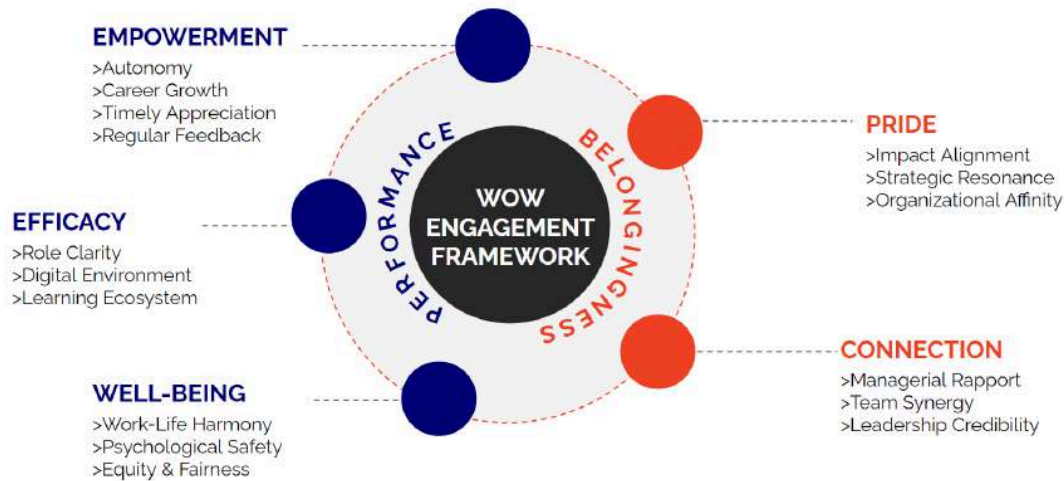 EMPOWERMENT
>Autonomy
>Career Growth
>Timely Appreciation
>Regular Feedback
EFFICACY
>Role Clarity
>Digital Environment
>Learning Ecosystem
WELL-BEING
>Work-Life Harmony
>Psychological Safety
>Equity & Fairness
PERFORMANCE
WOW
ENGAGEMENT
FRAMEWORK
BELONGINGNESS
PRIDE
>Impact Alignment
>Strategic Resonance
>Organizational Affinity
CONNECTION
>Managerial Rapport
>Team Synergy
>Leadership Credibility